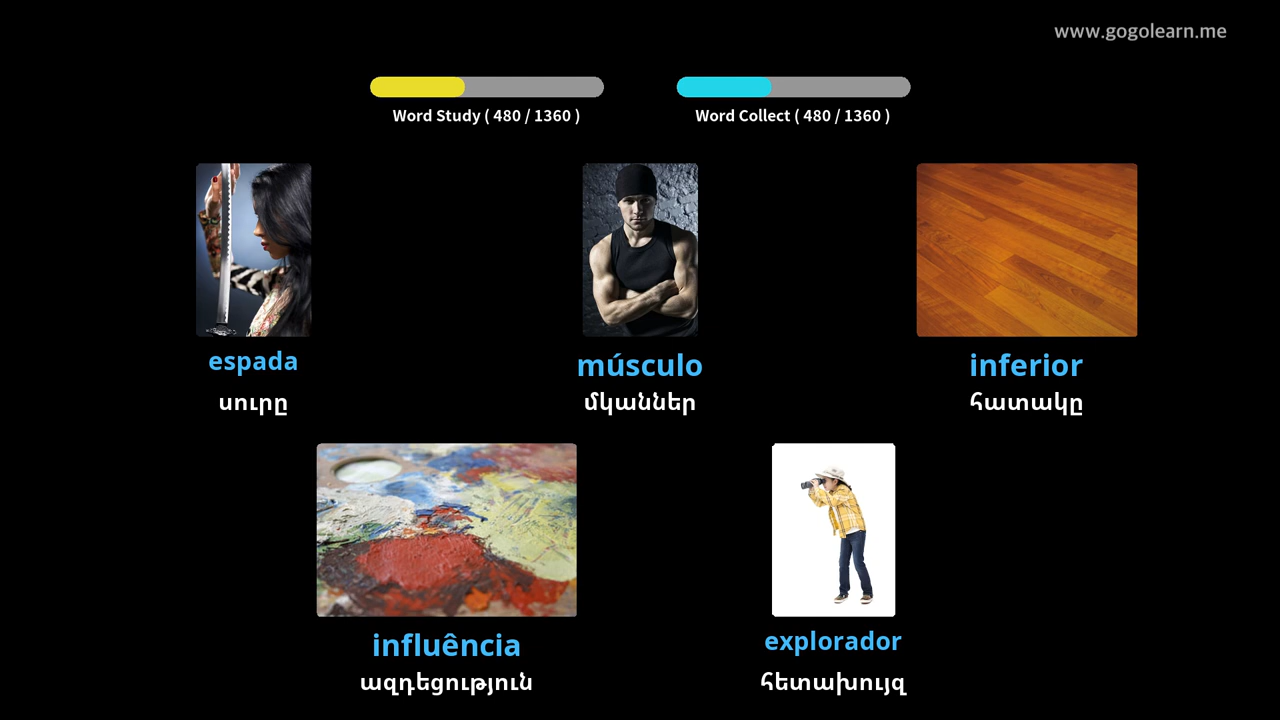 www.gogolearn.me
Word Study ( 480 / 1360 )
Word Collect ( 480 / 1360 )
espada
սուրը
músculo
մկաններ
inferior
հատակը
influência
ազդեցություն
explorador
հետախույզ